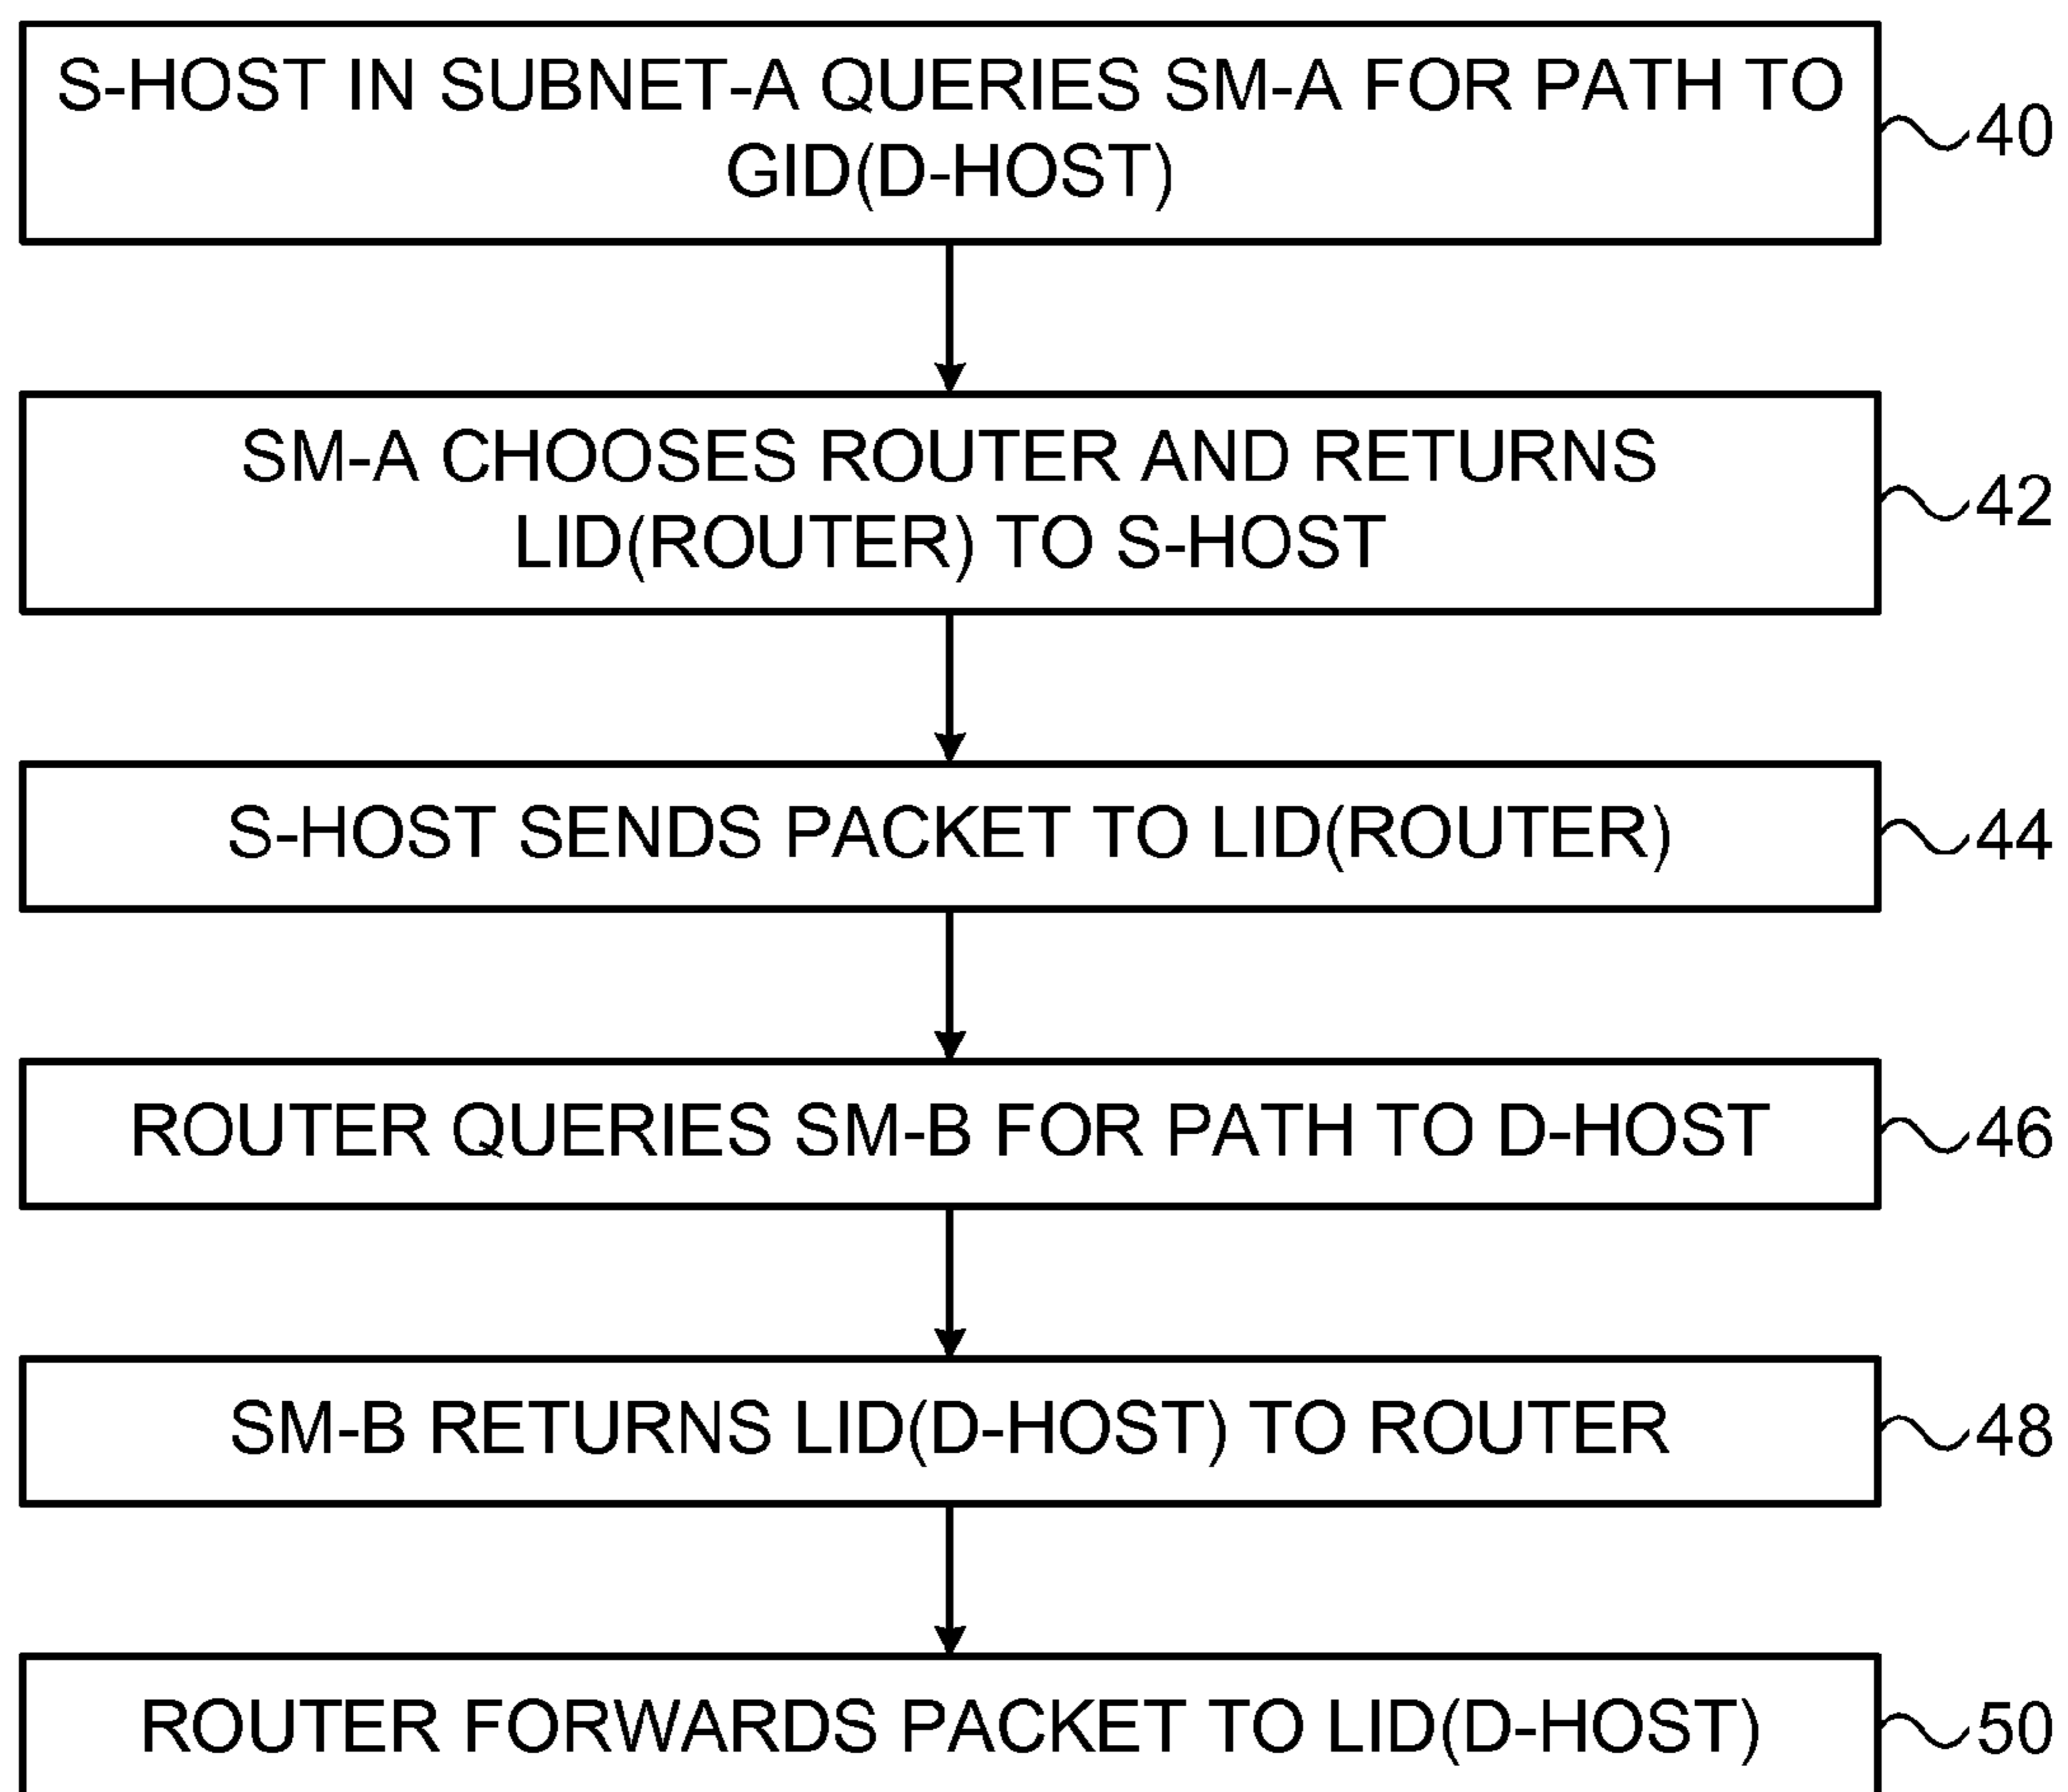 S-HOST IN SUBNET-A QUERIES SM-A FOR PATH TO
GID(D-HOST)
40
SM-A CHOOSES ROUTER AND RETURNS
LID(ROUTER) TO S-HOST
42
S-HOST SENDS PACKET TO LID(ROUTER)
44
ROUTER QUERIES SM-B FOR PATH TO D-HOST
46
SM-B RETURNS LID(D-HOST) TO ROUTER
48
ROUTER FORWARDS PACKET TO LID(D-HOST)
50